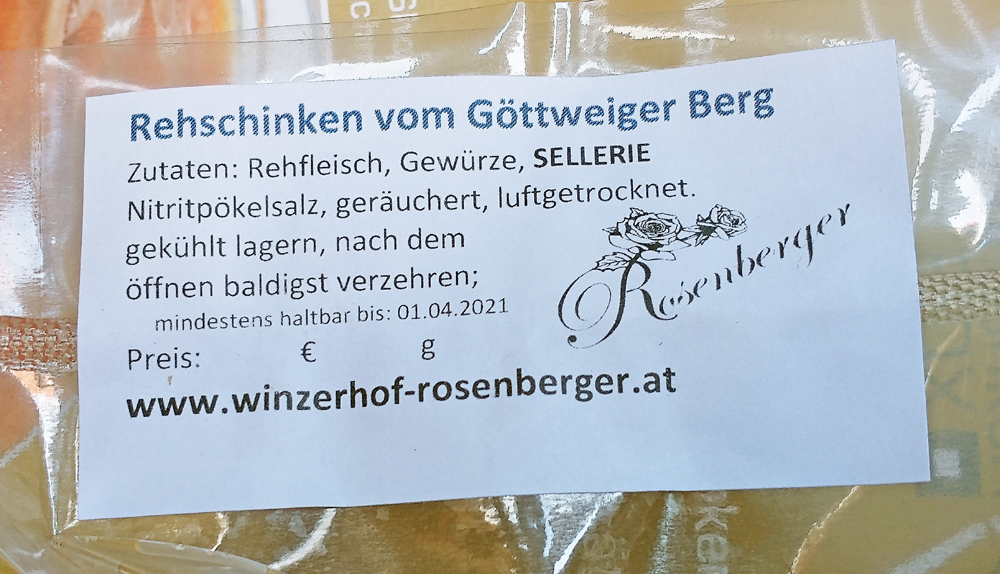 Rehschinken vom Göttweiger Berg
Zutaten: Rehfleisch, Gewürze, SELLERIE
Nitritpökelsalz, geräuchert, luftgetrocknet.
gekühlt lagern, nach dem
öffnen baldigst verzehren;
mindestens haltbar bis: 01.04.2021
Preis: € g
www.winzerhof-rosenberger.at
Rosenberger